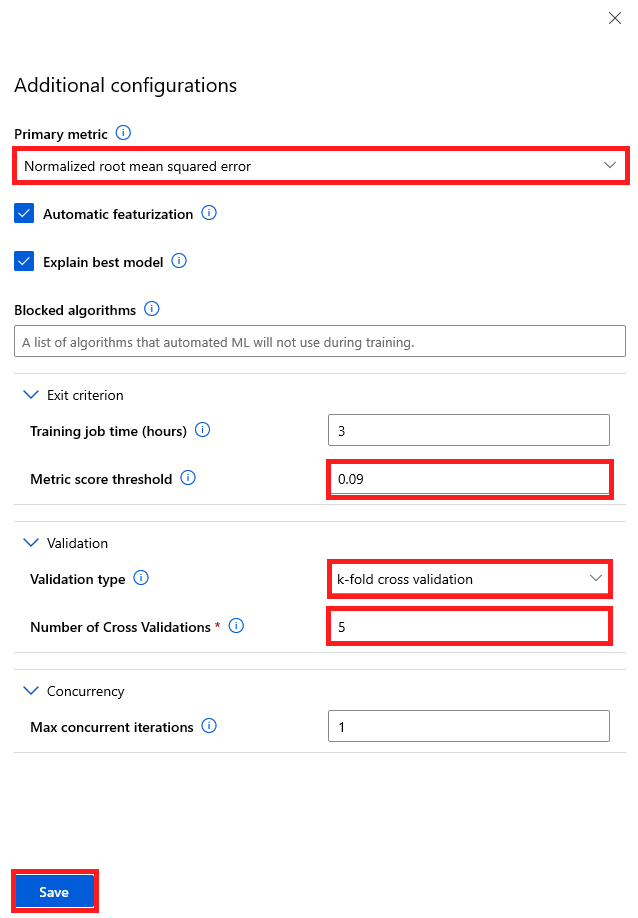 Additional configurations
Primary metric
Normalized root mean squared error
Automatic featurization
Explain best model
Blocked algorithms
A list of algorithms that automated ML will not use during training.
Exit criterion
Training job time (hours)
3
Metric score threshold
0.09
Validation
Validation type
k-fold cross validation
Number of Cross Validations *
5
Concurrency
Max concurrent iterations
1
Save